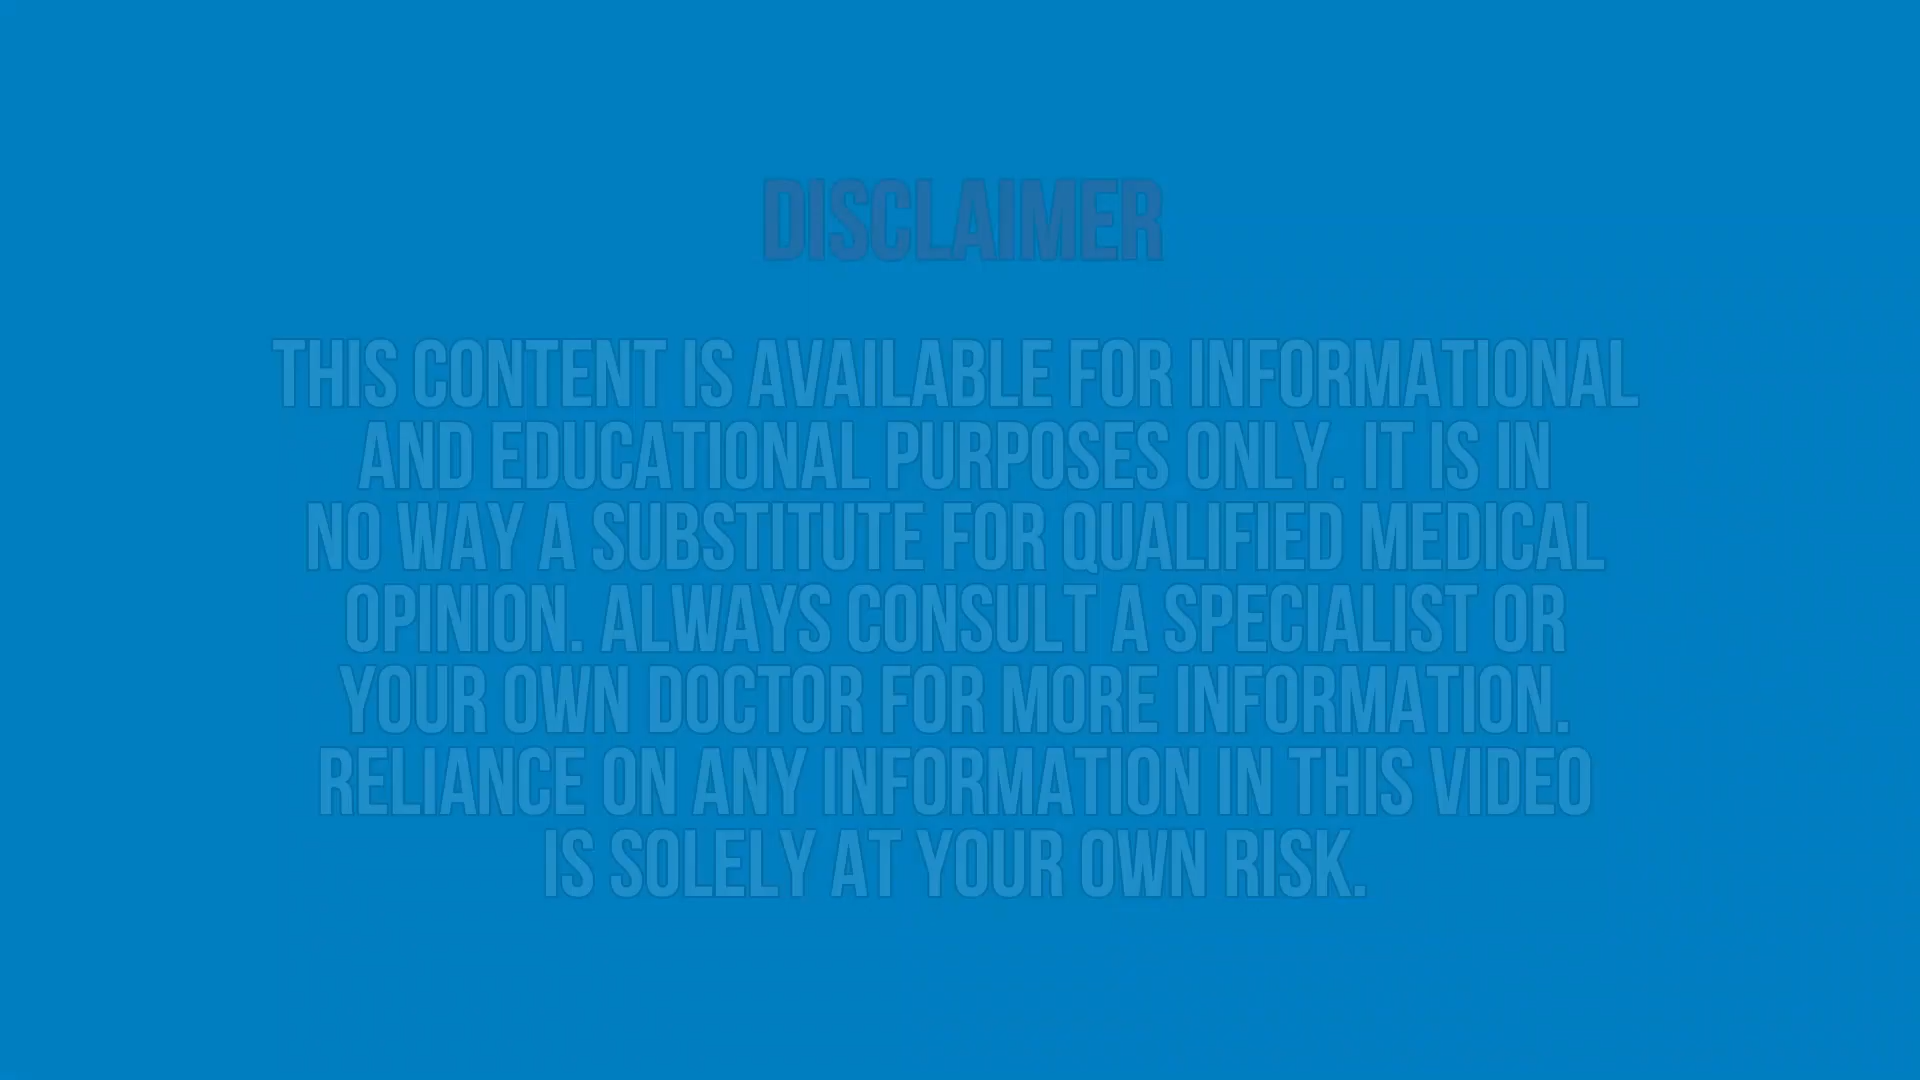 DISCLAIMER
THIS CONTENT IS AVAILABLE FOR INFORMATIONAL
AND EDUCATIONAL PURPOSES ONLY. IT IS IN
NO WAY A SUBSTITUTE FOR QUALIFIED MEDICAL
OPINION. ALWAYS CONSULT A SPECIALIST OR
YOUR OWN DOCTOR FOR MORE INFORMATION.
RELIANCE ON ANY INFORMATION IN THIS VIDEO
IS SOLELY AT YOUR OWN RISK.